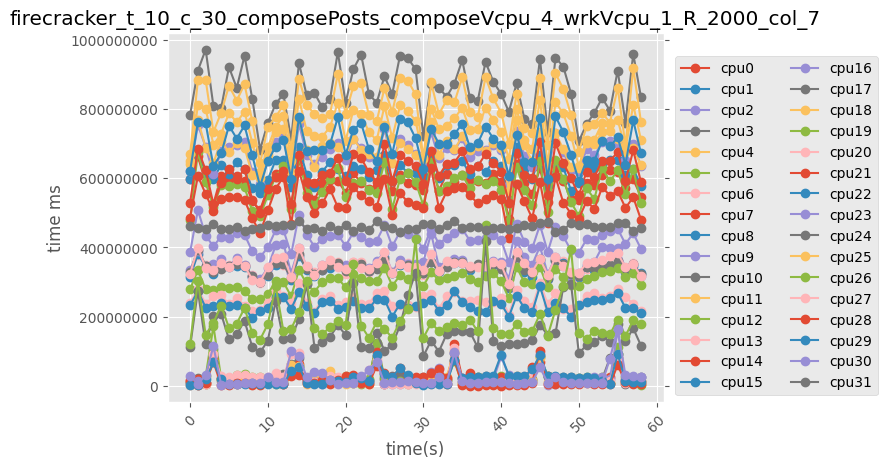 firecracker_t_10_c_30_composePosts_composeVcpu_4_wrkVcpu_1_R_2000_col_7
1000000000
800000000
600000000
400000000
200000000
0
time ms
0
10
20
30
40
50
60
time(s)
cpu0
cpu1
cpu2
cpu3
cpu4
cpu5
cpu6
cpu7
cpu8
cpu9
cpu10
cpu11
cpu12
cpu13
cpu14
cpu15
cpu16
cpu17
cpu18
cpu19
cpu20
cpu21
cpu22
cpu23
cpu24
cpu25
cpu26
cpu27
cpu28
cpu29
cpu30
cpu31